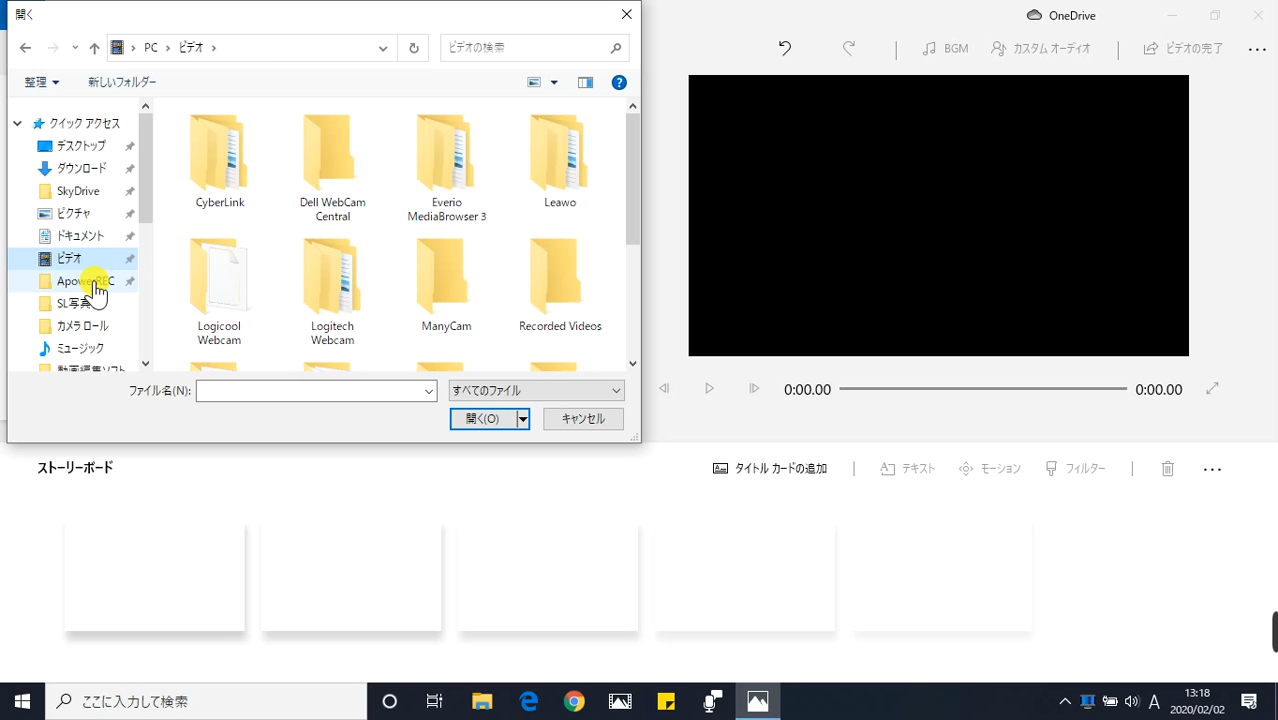 開く
OneDrive
PC
ビデオ
ビデオの検索
BGM
カスタム オーディオ
ビデオの完了
整理
新しいフォルダー
クイック アクセス
デスクトップ
ダウンロード
SkyDrive
ピクチャ
ドキュメント
ビデオ
ApowerREC
SL写真
カメラ ロール
ミュージック
動画編集ソフト
CyberLink
Dell WebCam
Central
Everio
MediaBrowser 3
Leawo
Logicool
Webcam
Logitech
Webcam
ManyCam
Recorded Videos
ファイル名(N):
すべてのファイル
開く(O)
キャンセル
0:00.00
0:00.00
ストーリーボード
タイトル カードの追加
テキスト
モーション
フィルター
ここに入力して検索
A
13:18
2020/02/02